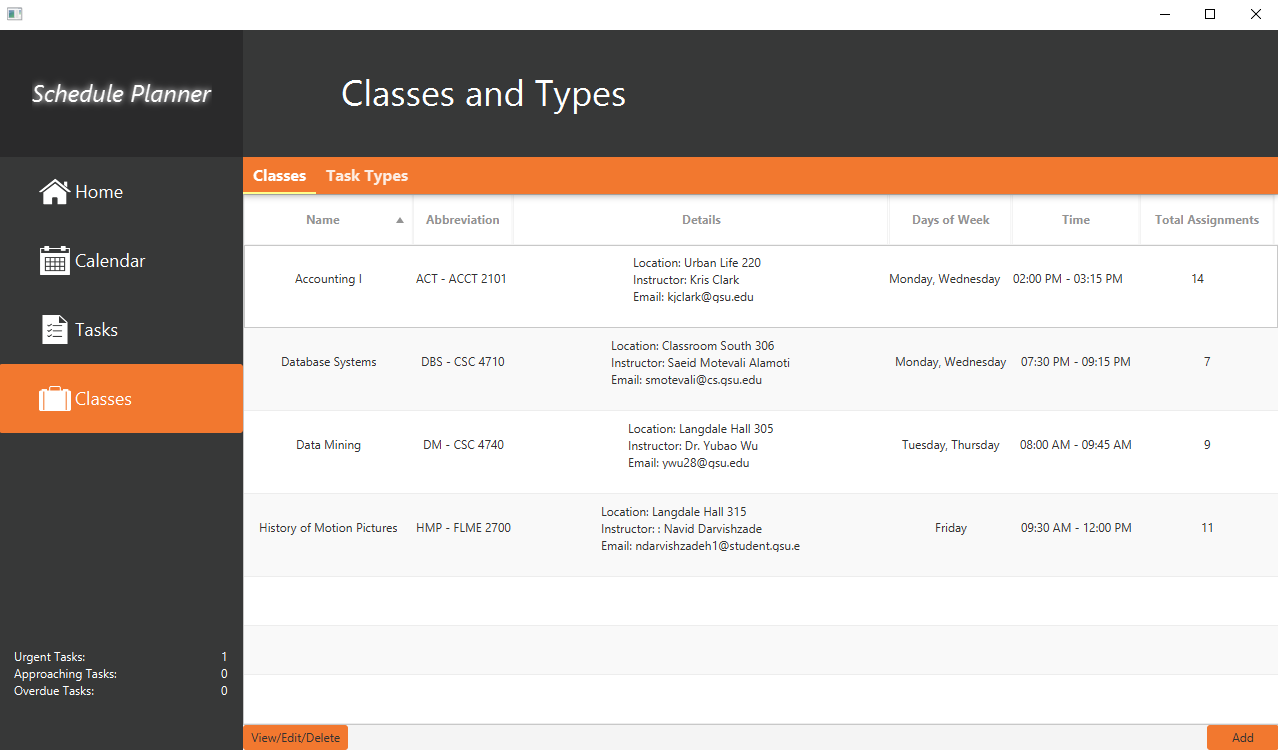 Schedule Planner
Classes and Types
Home
Calendar
Tasks
Classes
Urgent Tasks: 1
Approaching Tasks: 0
Overdue Tasks: 0
Classes Task Types
Name Abbreviation Details Days of Week Time Total Assignments
Accounting I ACT - ACCT 2101 Location: Urban Life 220
Instructor: Kris Clark
Email: kjclark@gsu.edu
Monday, Wednesday 02:00 PM - 03:15 PM 14
Database Systems DBS - CSC 4710 Location: Classroom South 306
Instructor: Saeid Motevali Alamoti
Email: smotevali@cs.gsu.edu
Monday, Wednesday 07:30 PM - 09:15 PM 7
Data Mining DM - CSC 4740 Location: Langdale Hall 305
Instructor: Dr. Yubao Wu
Email: ywu28@gsu.edu
Tuesday, Thursday 08:00 AM - 09:45 AM 9
History of Motion Pictures HMP - FLME 2700 Location: Langdale Hall 315
Instructor: : Navid Darvishzade
Email: ndarvishzadeh1@student.gsu.e
Friday 09:30 AM - 12:00 PM 11
View/Edit/Delete Add